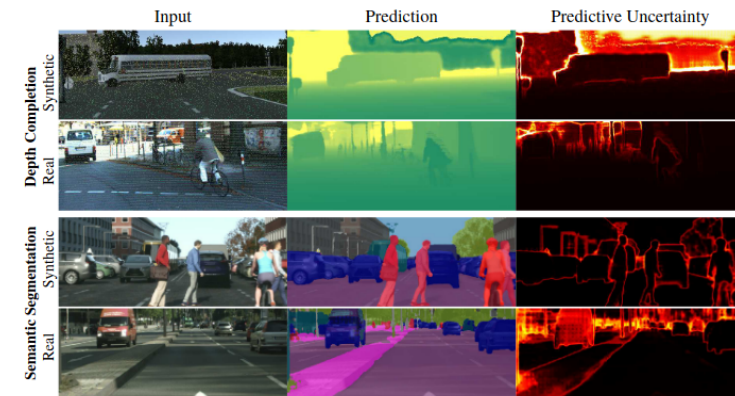 Input Prediction Predictive Uncertainty
Depth Completion
Synthetic
Real
Semantic Segmentation
Synthetic
Real